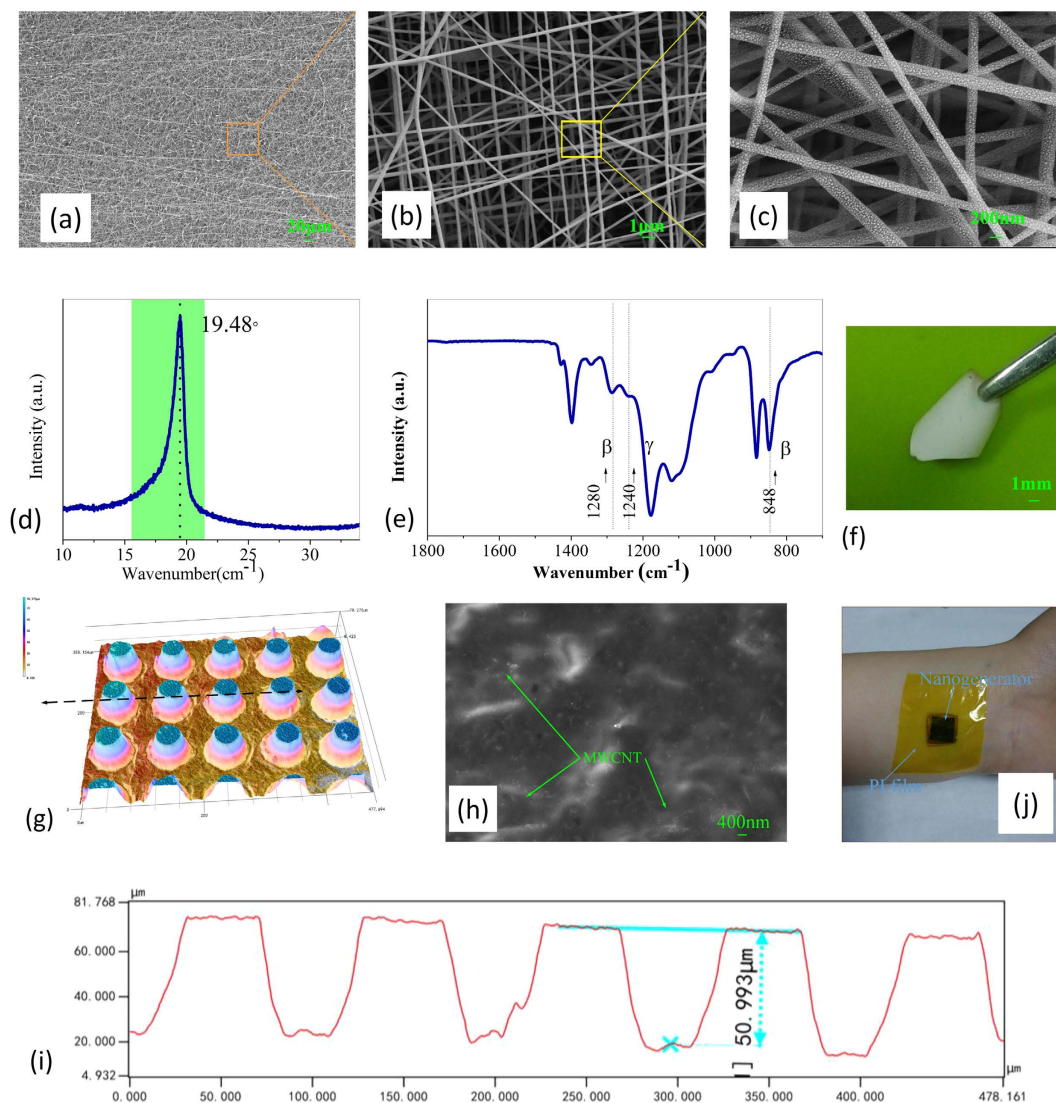 (a)
20μm
(b)
1μm
(c)
200nm
Intensity (a.u.)
19.48°
(d)
10 15 20 25 30
Wavenumber(cm-1)
Intensity (a.u.)
β γ β
1280 1240 848
(e)
1800 1600 1400 1200 1000 800
Wavenumber (cm-1)
1mm
(f)
(g)
MWCNT
(h)
400nm
Nanogenerator
PI film
(j)
μm
81.768
60.000
40.000
20.000
4.932
50.993μm
(i)
μm
0.000 50.000 100.000 150.000 200.000 250.000 300.000 350.000 400.000 478.161